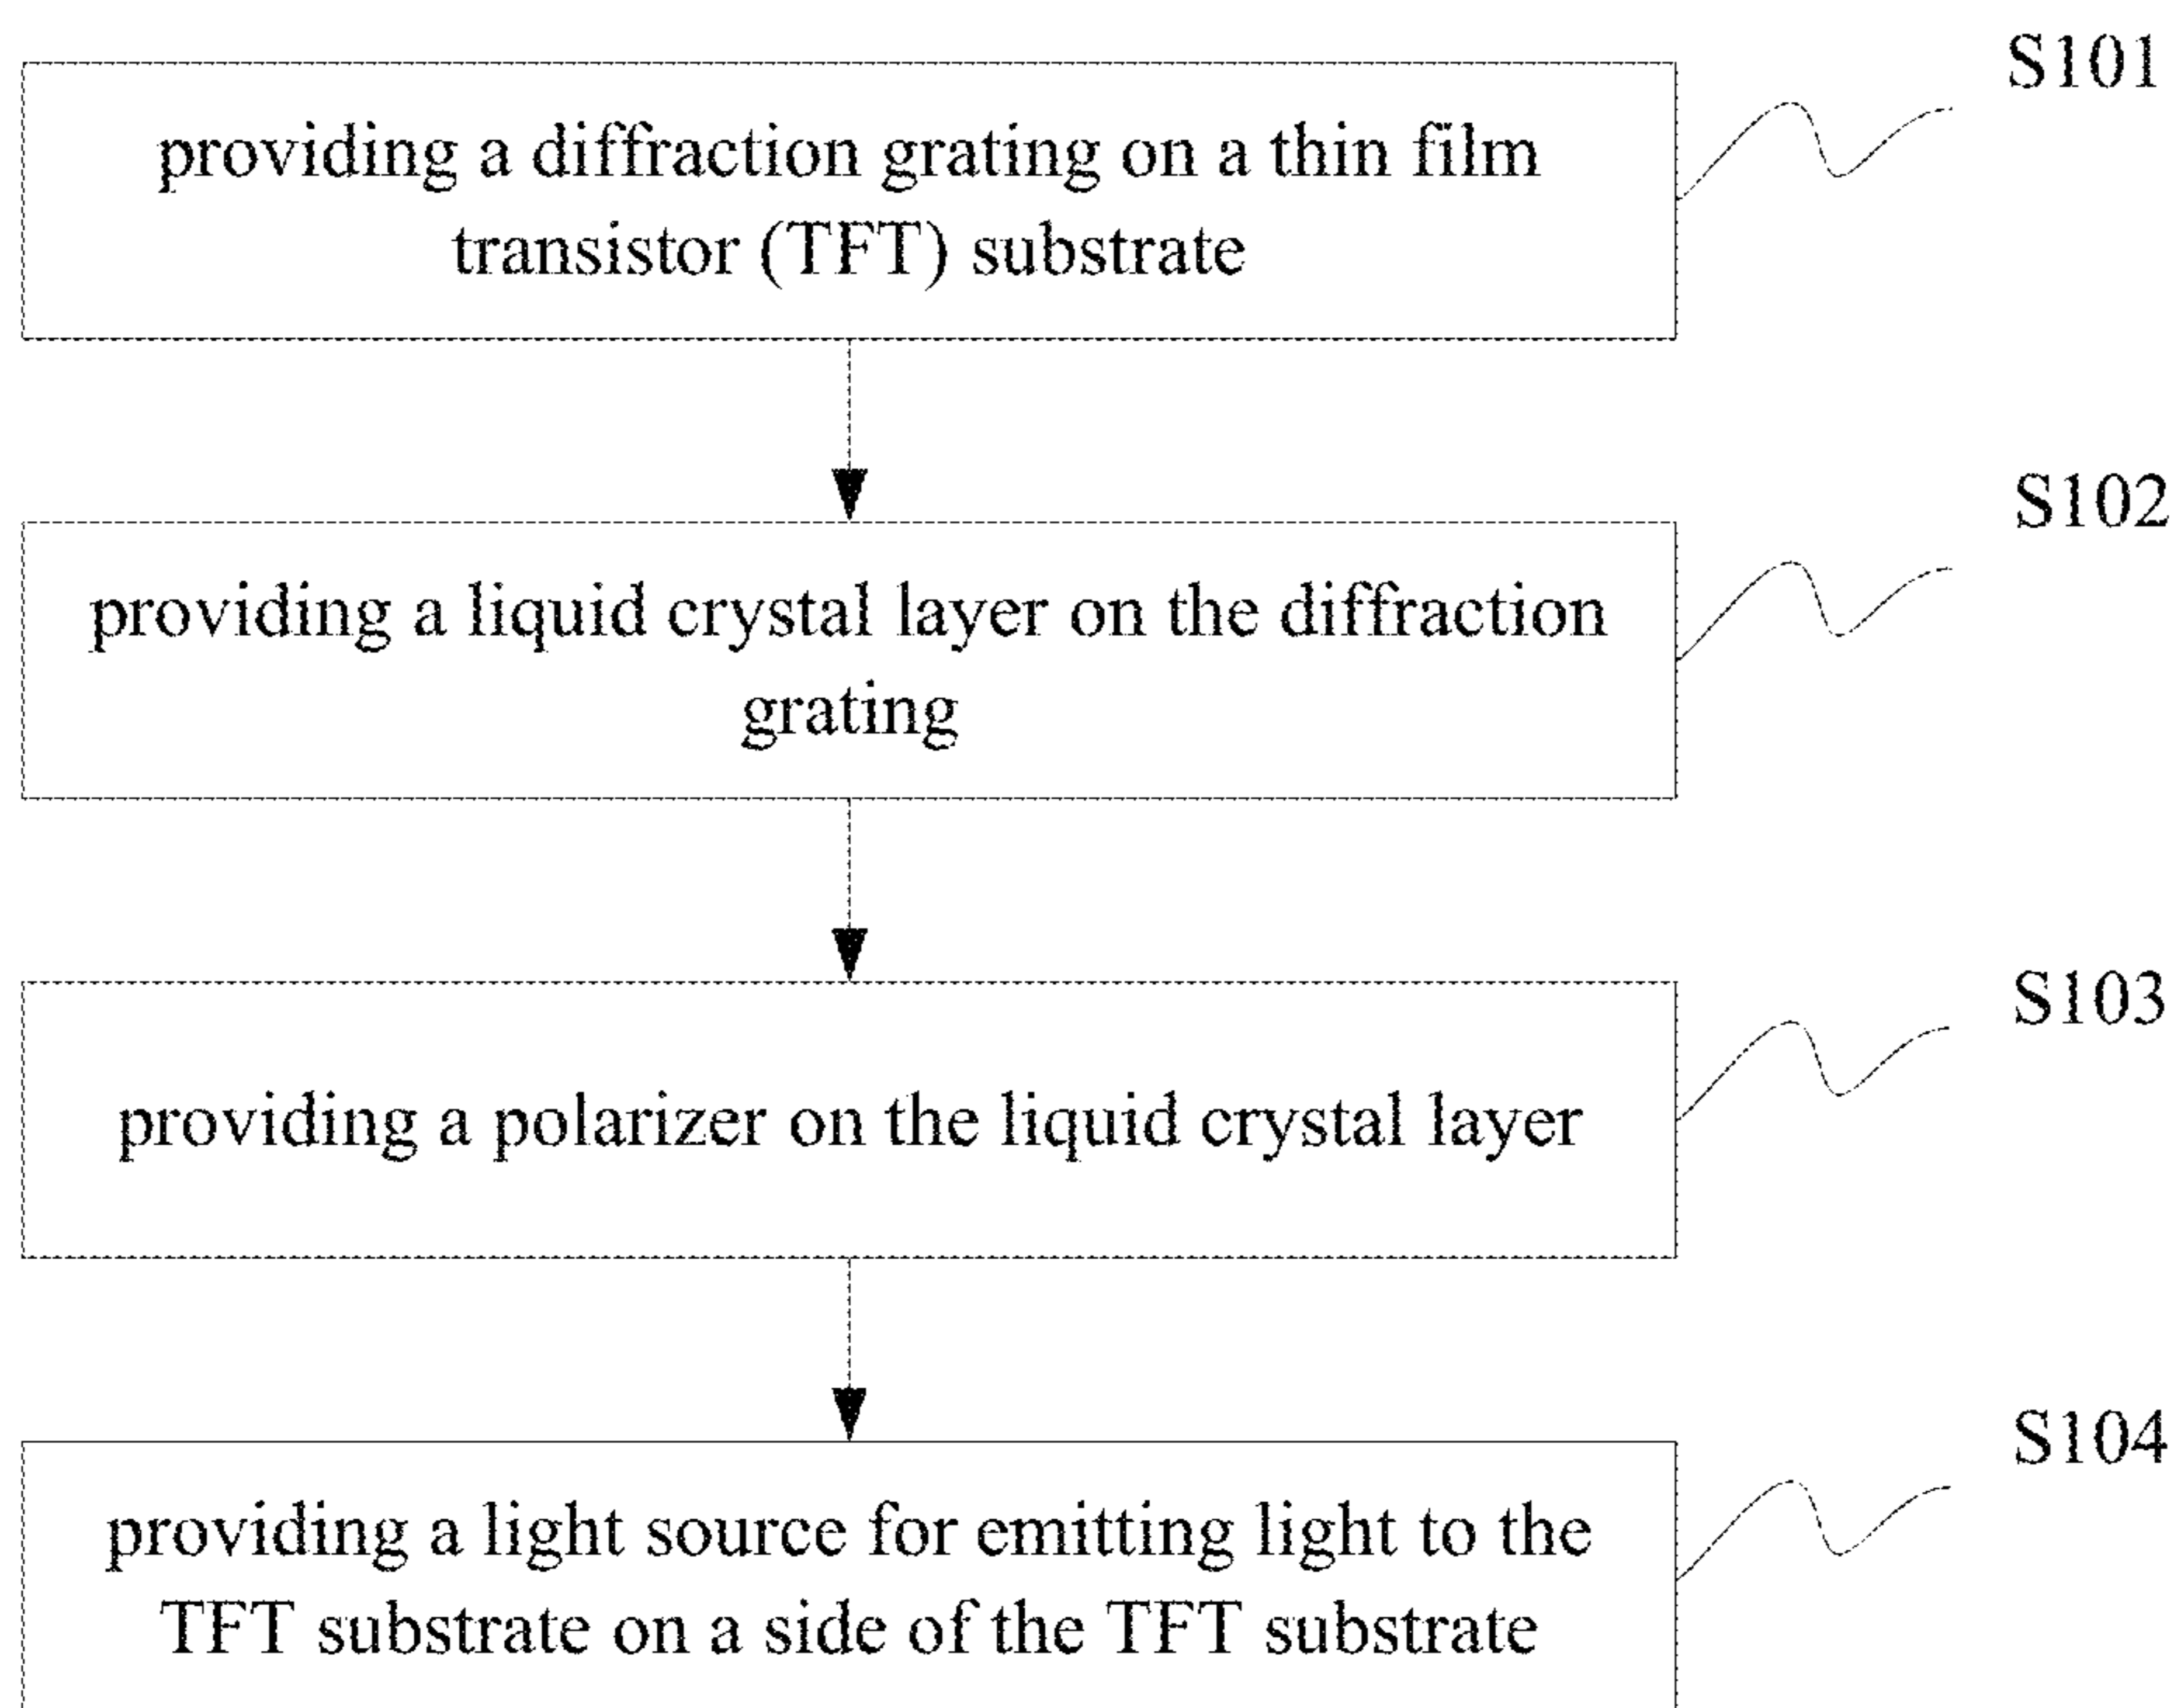 S101
providing a diffraction grating on a thin film
transistor (TFT) substrate
S102
providing a liquid crystal layer on the diffraction
grating
S103
providing a polarizer on the liquid crystal layer
S104
providing a light source for emitting light to the
TFT substrate on a side of the TFT substrate